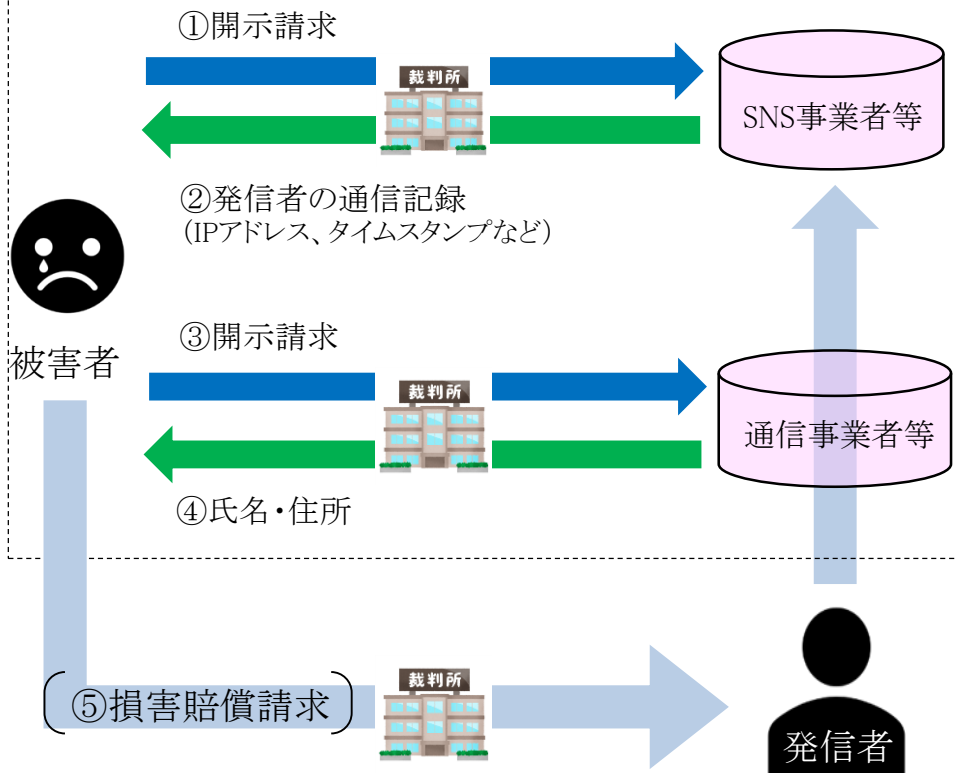 ①開示請求
裁判所
SNS事業者等
②発信者の通信記録
(IPアドレス、タイムスタンプなど)
被害者
③開示請求
裁判所
通信事業者等
④氏名・住所
⑤損害賠償請求
裁判所
発信者